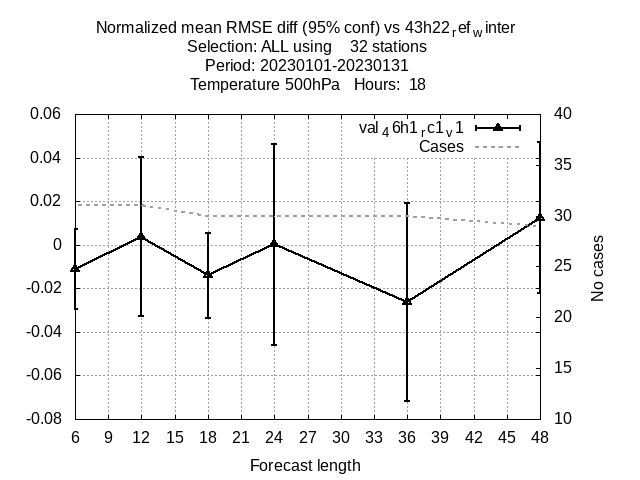 Normalized mean RMSE diff (95% conf) vs 43h22ref winter
Selection: ALL using 32 stations
Period: 20230101-20230131
Temperature 500hPa Hours: 18
val46h1rc1v1
Cases
0.06
0.04
0.02
0
-0.02
-0.04
-0.06
-0.08
40
35
30
25
20
15
10
No cases
6 9 12 15 18 21 24 27 30 33 36 39 42 45 48
Forecast length